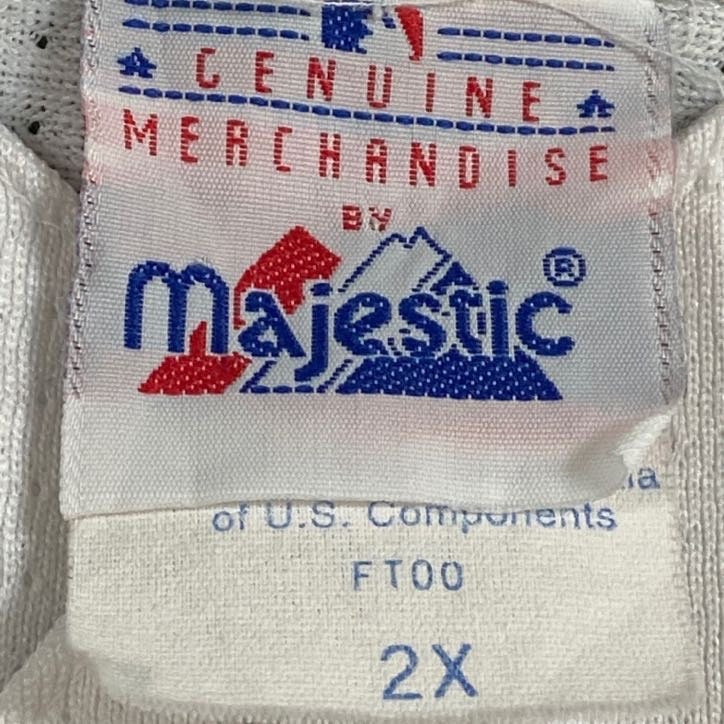 GENUINE
MERCHANDISE
BY
Majestic ®
of U.S. Components
FT00
2X